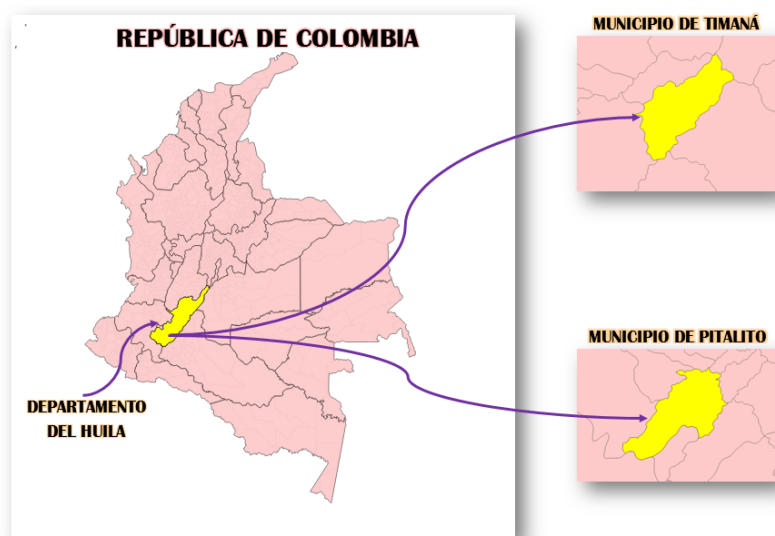 REPÚBLICA DE COLOMBIA
MUNICIPIO DE TIMANÁ
MUNICIPIO DE PITALITO
DEPARTAMENTO
DEL HUILA